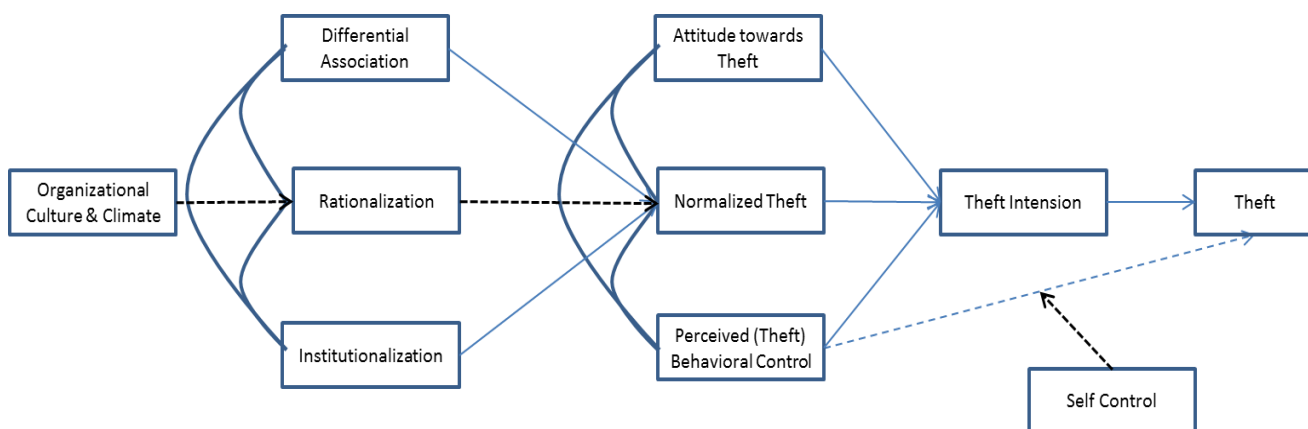 Differential
Association
Attitude towards
Theft
Organizational
Culture & Climate
Rationalization
Normalized Theft
Theft Intension
Theft
Institutionalization
Perceived (Theft)
Behavioral Control
Self Control